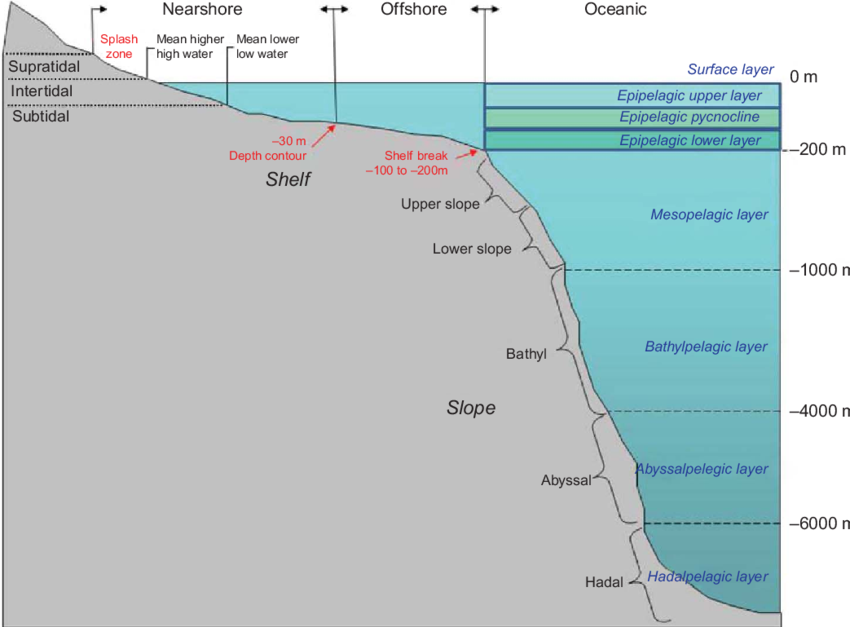 Nearshore
Offshore
Oceanic
Splash
zone
Mean higher
high water
Mean lower
low water
Supratidal
Intertidal
Subtidal
Surface layer
0 m
Epipelagic upper layer
Epipelagic pycnocline
Epipelagic lower layer
–200 m
–30 m
Depth contour
Shelf break
–100 to –200m
Shelf
Upper slope
Mesopelagic layer
Lower slope
–1000 m
Bathyl
Bathylpelagic layer
Slope
–4000 m
Abyssal
Abyssalpelegic layer
–6000 m
Hadal
Hadalpelagic layer